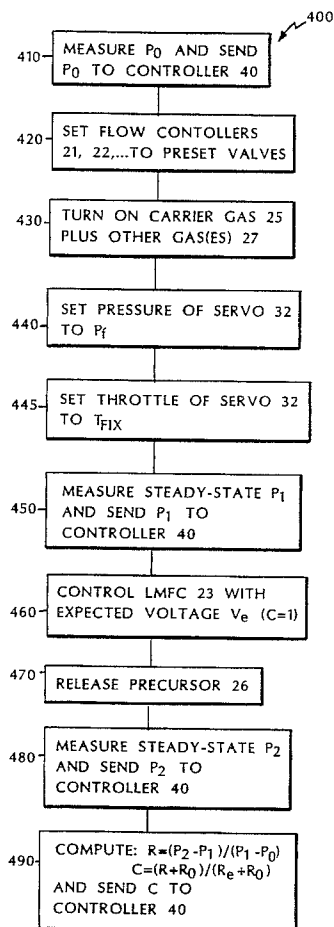 400
410
MEASURE P0 AND SEND
P0 TO CONTROLLER 40
420
SET FLOW CONTOLLERS
21, 22,...TO PRESET VALVES
430
TURN ON CARRIER GAS 25
PLUS OTHER GAS(ES) 27
440
SET PRESSURE OF SERVO 32
TO Pf
445
SET THROTTLE OF SERVO 32
TO TFIX
450
MEASURE STEADY-STATE P1
AND SEND P1 TO
CONTROLLER 40
460
CONTROL LMFC 23 WITH
EXPECTED VOLTAGE Ve (C=1)
470
RELEASE PRECURSOR 26
480
MEASURE STEADY-STATE P2
AND SEND P2 TO
CONTROLLER 40
490
COMPUTE: R=(P2-P1)/(P1-P0)
C=(R+R0)/(Re+R0)
AND SEND C TO
CONTROLLER 40